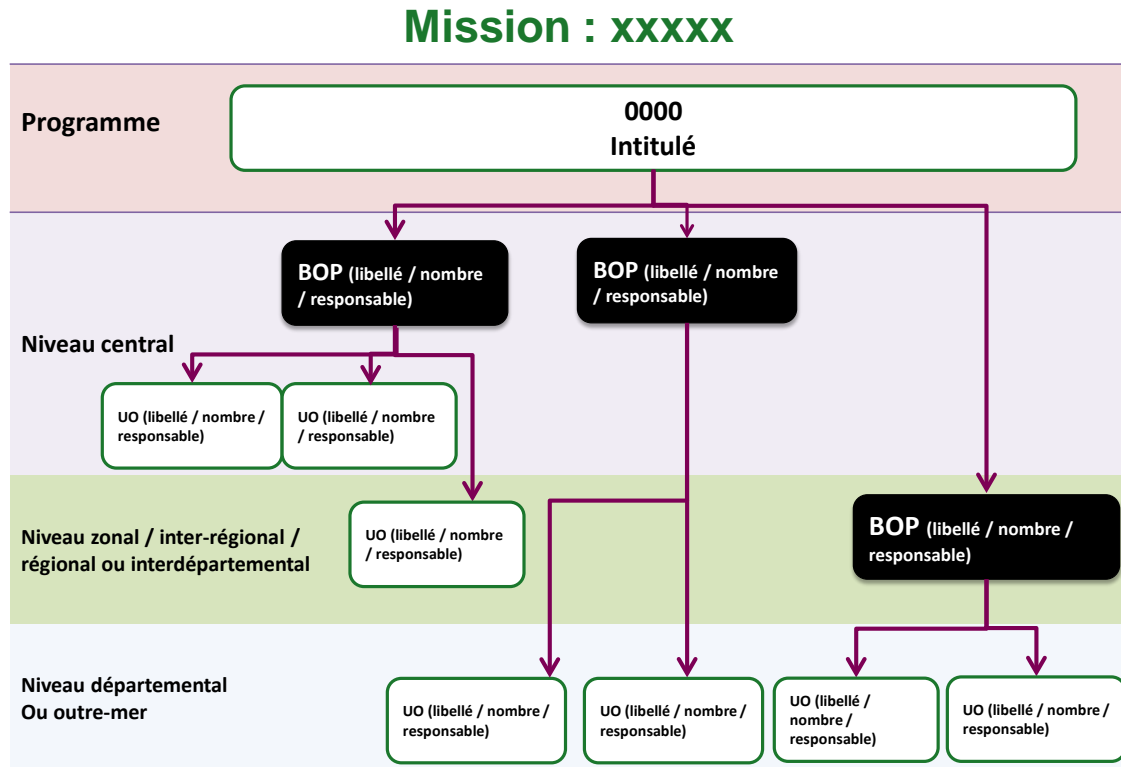 Mission : xxxxx
Programme
0000
Intitulé
BOP (libellé / nombre
/ responsable)
BOP (libellé / nombre
/ responsable)
Niveau central
UO (libellé / nombre /
responsable)
UO (libellé / nombre
/ responsable)
Niveau zonal / inter-régional /
régional ou interdépartemental
UO (libellé / nombre
/ responsable)
BOP (libellé / nombre /
responsable)
Niveau départemental
Ou outre-mer
UO (libellé / nombre /
responsable)
UO (libellé / nombre /
responsable)
UO (libellé /
nombre /
responsable)
UO (libellé / nombre /
responsable)